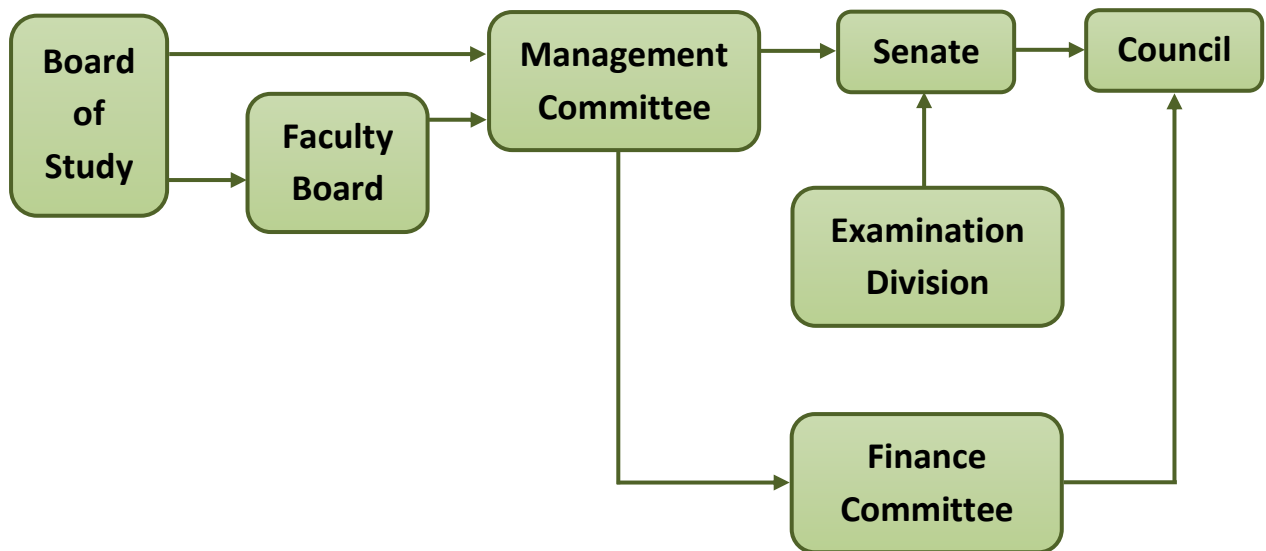 Board
of
Study
Faculty
Board
Management
Committee
Senate
Council
Examination
Division
Finance
Committee